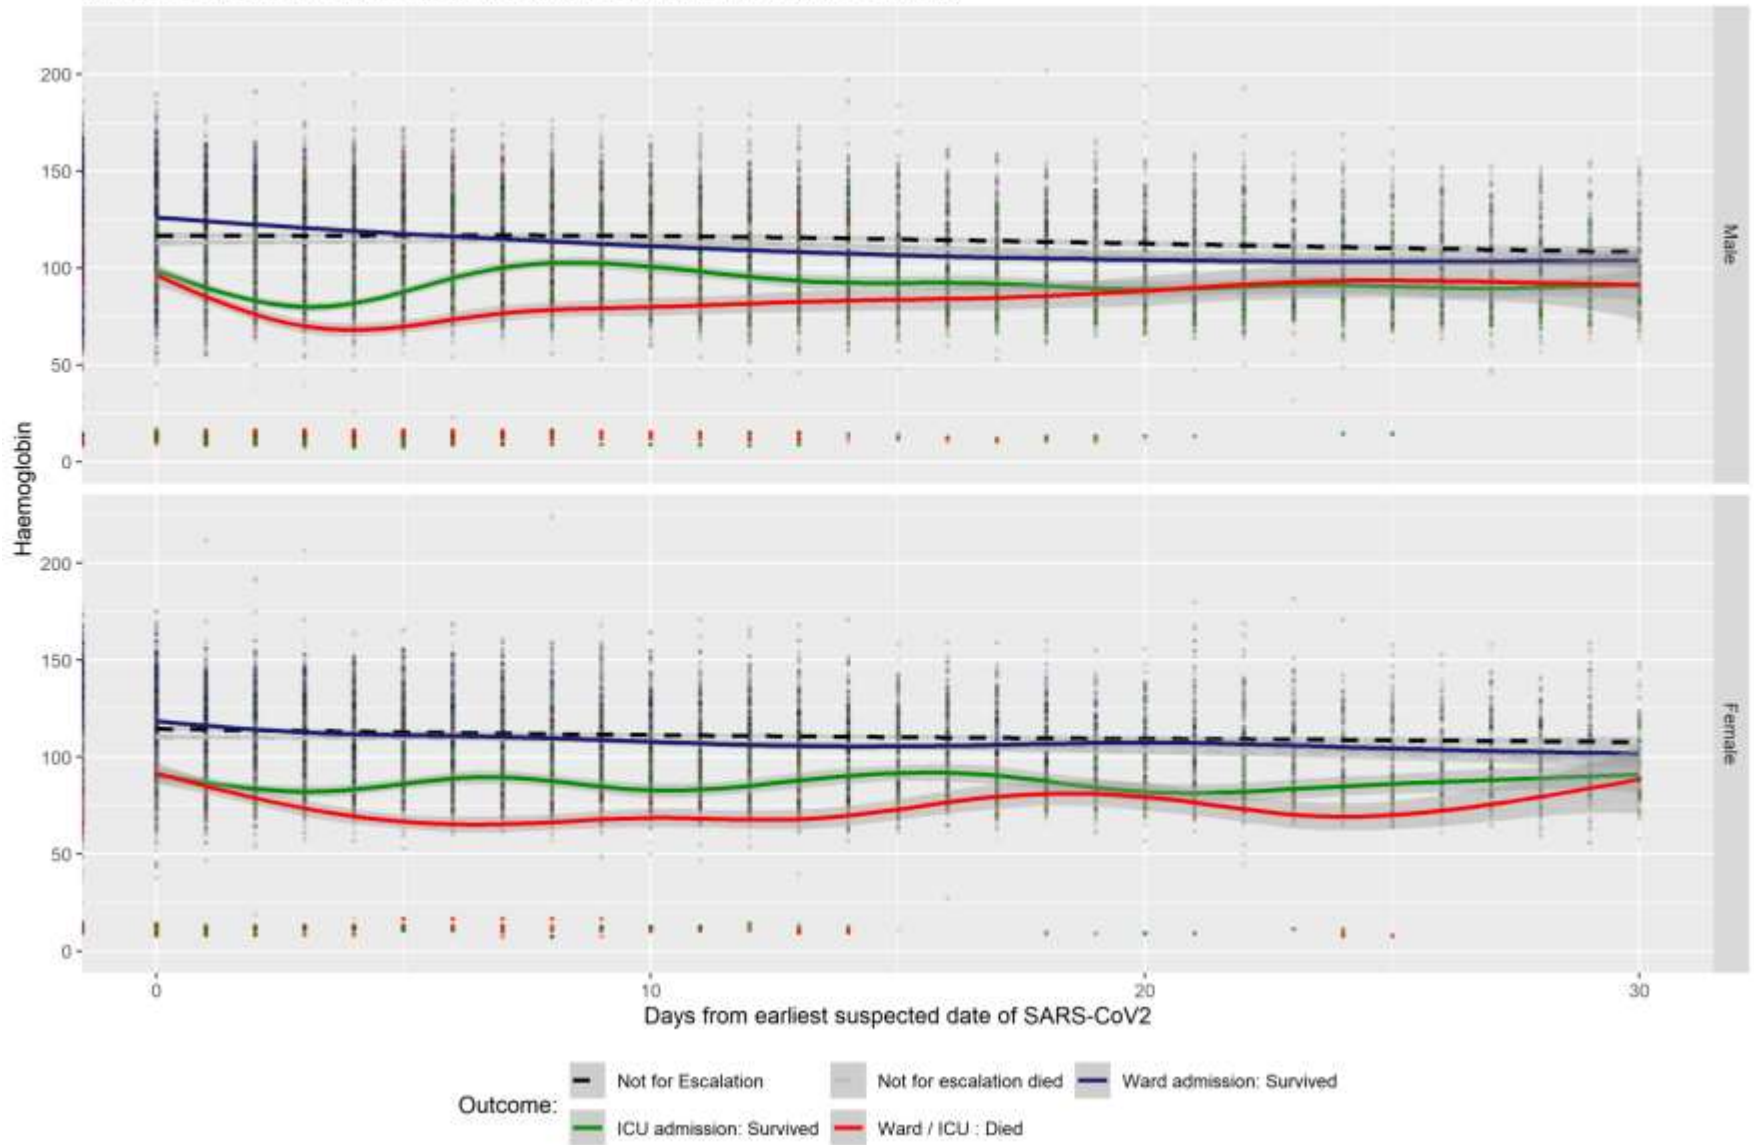 200
150
100
50
0
Male
Haemoglobin
200
150
100
50
0
Female
0 10 20 30
Days from earliest suspected date of SARS-CoV2
Outcome:
Not for Escalation
Not for escalation died
Ward admission: Survived
ICU admission: Survived
Ward / ICU : Died